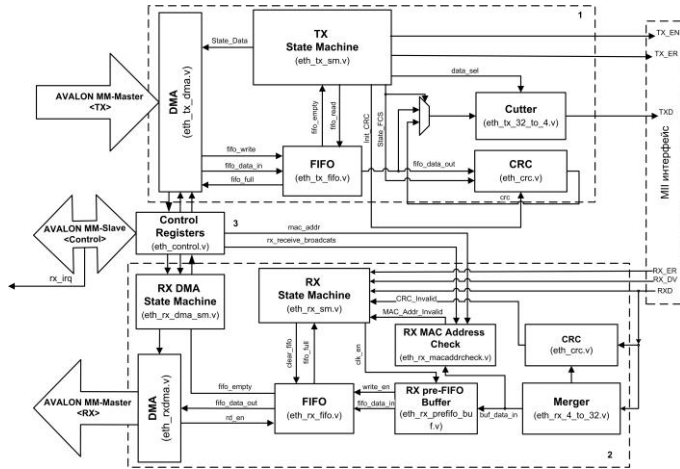 1
TX
State Machine
(eth_tx_sm.v)
State_Data
TX_EN
TX_ER
data_sel
AVALON MM-Master
<TX>
DMA
(eth_tx_dma.v)
fifo_empty
fifo_read
Init_CRC
State_FCS
Cutter
(eth_tx_32_to_4.v)
TXD
fifo_write
fifo_data_in
fifo_full
FIFO
(eth_tx_fifo.v)
fifo_data_out
CRC
(eth_crc.v)
crc
MII интерфейс
AVALON MM-Slave
<Control>
rx_irq
Control
Registers
(eth_control.v)
3
mac_addr
rx_receive_broadcats
RX DMA
State Machine
(eth_rx_dma_sm.v)
RX
State Machine
(eth_rx_sm.v)
RX_ER
RX_DV
RXD
CRC_Invalid
MAC_Addr_Invalid
RX MAC Address
Check
(eth_rx_macaddrcheck.v)
CRC
(eth_crc.v)
clear_fifo
fifo_full
clk_en
AVALON MM-Master
<RX>
DMA
(eth_rxdma.v)
fifo_empty
fifo_data_out
rd_en
FIFO
(eth_rx_fifo.v)
write_en
fifo_data_in
RX pre-FIFO
Buffer
(eth_rx_prefifo_bu
f.v)
buf_data_in
Merger
(eth_rx_4_to_32.v)
2